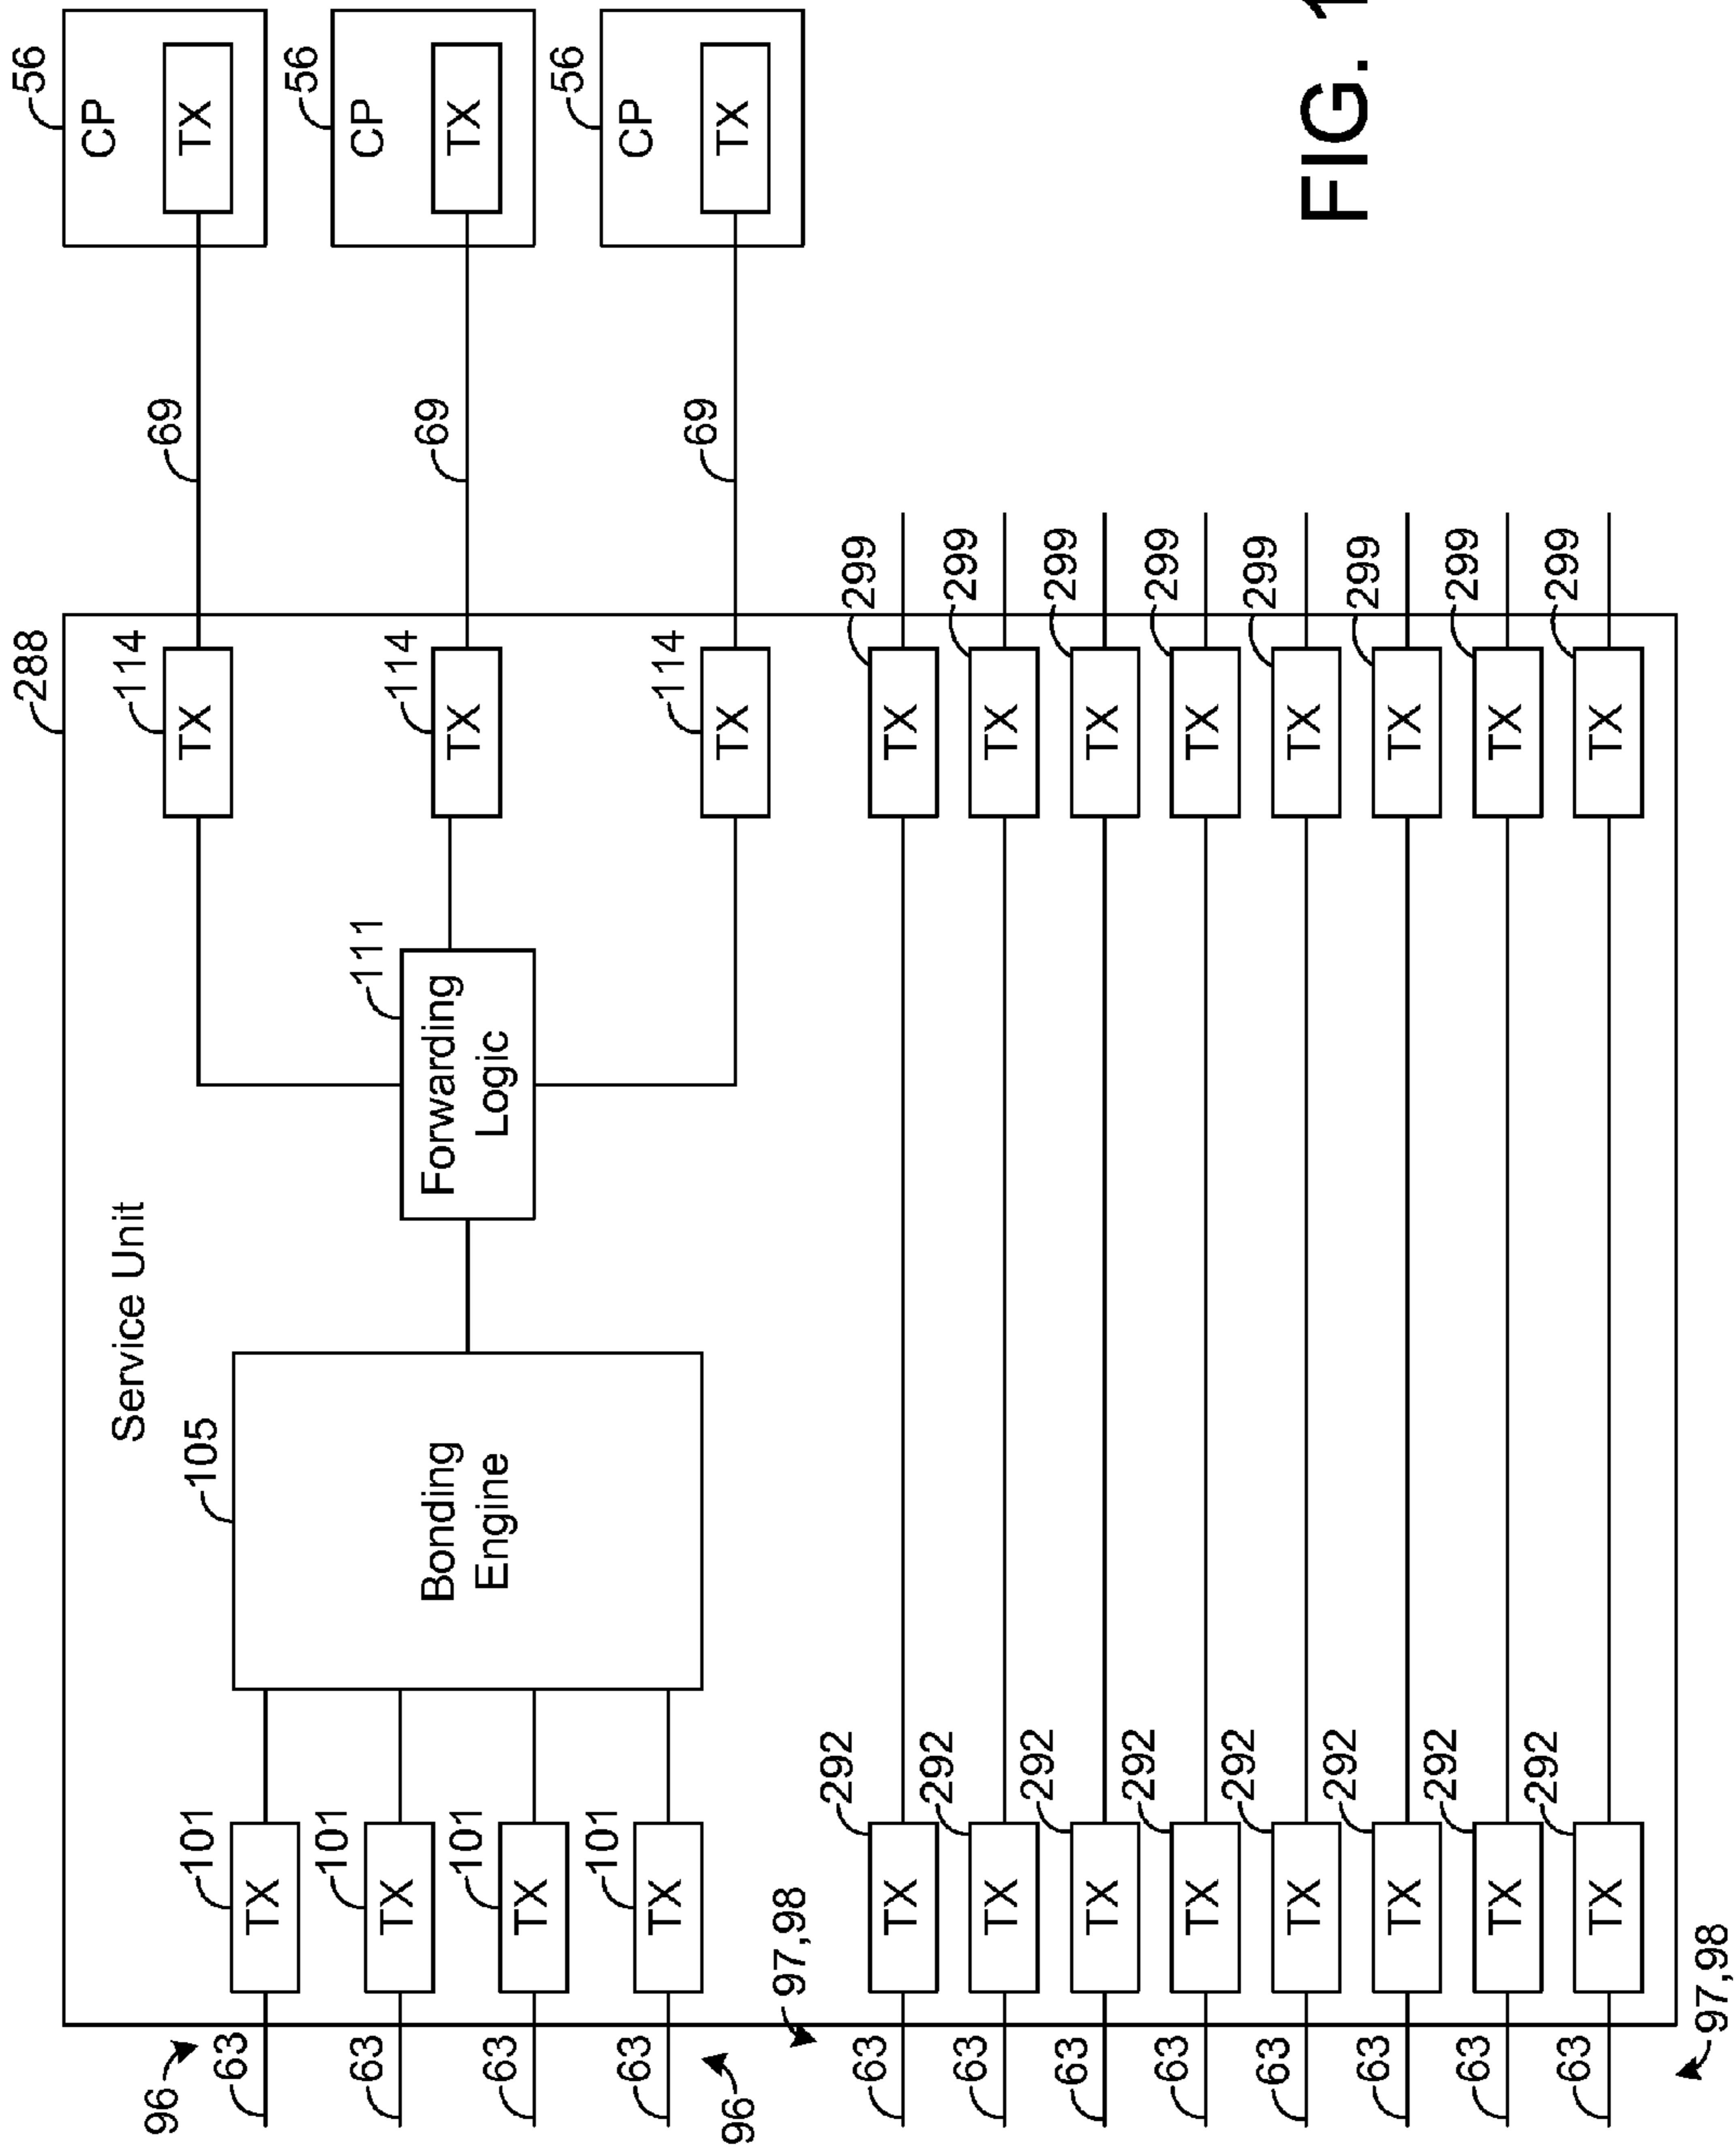 288
56
CP
Service Unit
114
96
69
105
101
TX
TX
63
TX
56
101
111
CP
63
TX
114
69
Bonding
Engine
Forwarding
Logic
101
TX
TX
63
TX
56
101
CP
63
TX
114
69
96
TX
TX
97,98
292
299
63
TX
TX
292
299
63
TX
TX
292
299
63
TX
TX
292
299
63
TX
TX
292
299
63
TX
TX
292
299
63
TX
TX
292
299
63
TX
TX
292
299
63
TX
TX
97,98
FIG. 1